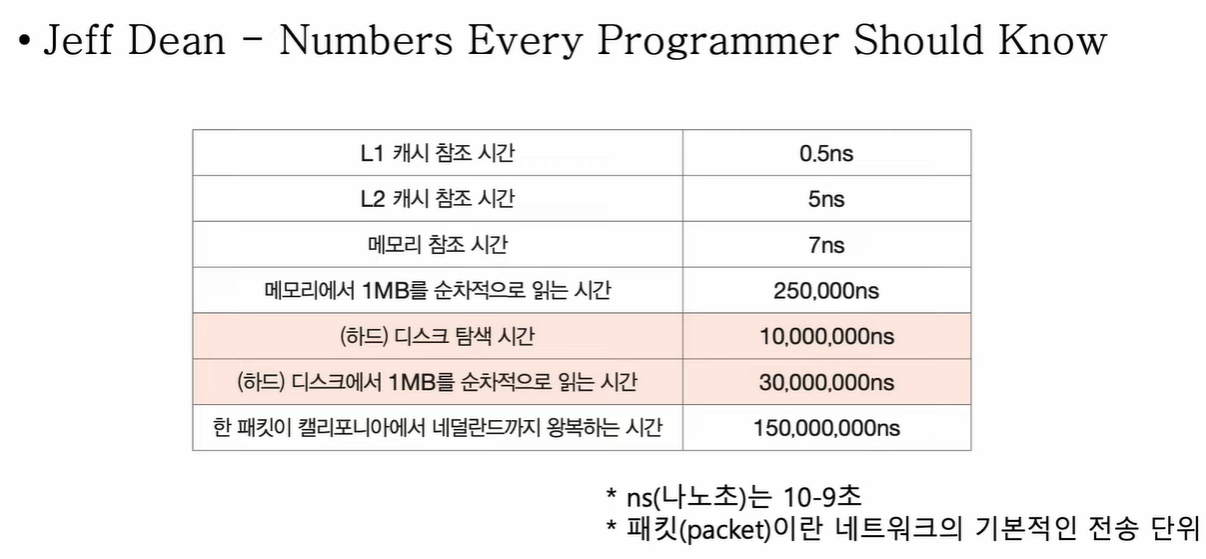 • Jeff Dean – Numbers Every Programmer Should Know
L1 캐시 참조 시간 0.5ns
L2 캐시 참조 시간 5ns
메모리 참조 시간 7ns
메모리에서 1MB를 순차적으로 읽는 시간 250,000ns
(하드) 디스크 탐색 시간 10,000,000ns
(하드) 디스크에서 1MB를 순차적으로 읽는 시간 30,000,000ns
한 패킷이 캘리포니아에서 네덜란드까지 왕복하는 시간 150,000,000ns
* ns(나노초)는 10-9초
* 패킷(packet)이란 네트워크의 기본적인 전송 단위